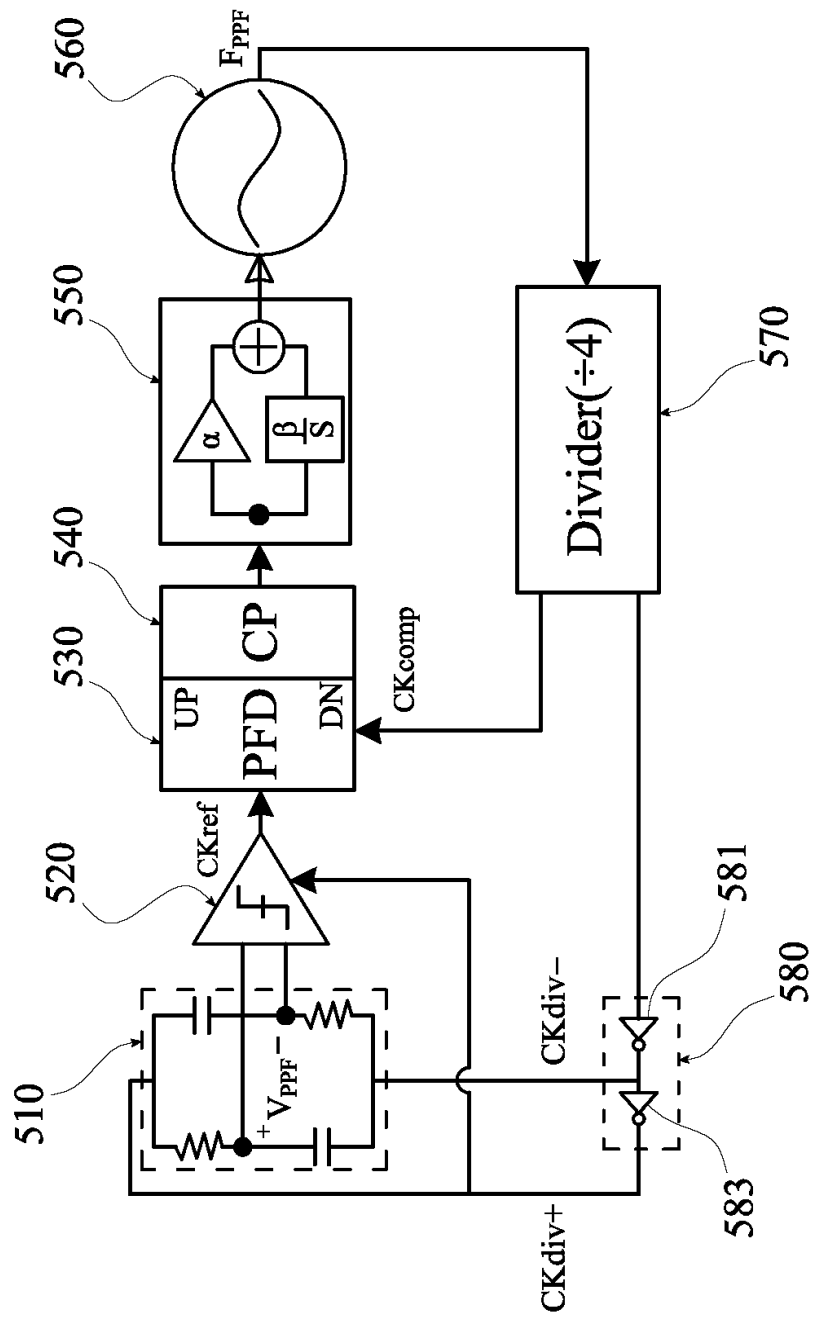 510
520
530
540
550
560
CKref
UP
PFD
DN
CP
α
β
S
F_PPF
+
V_PPF
−
CKcomp
CKdiv−
CKdiv+
Divider(÷4)
570
580
581
583